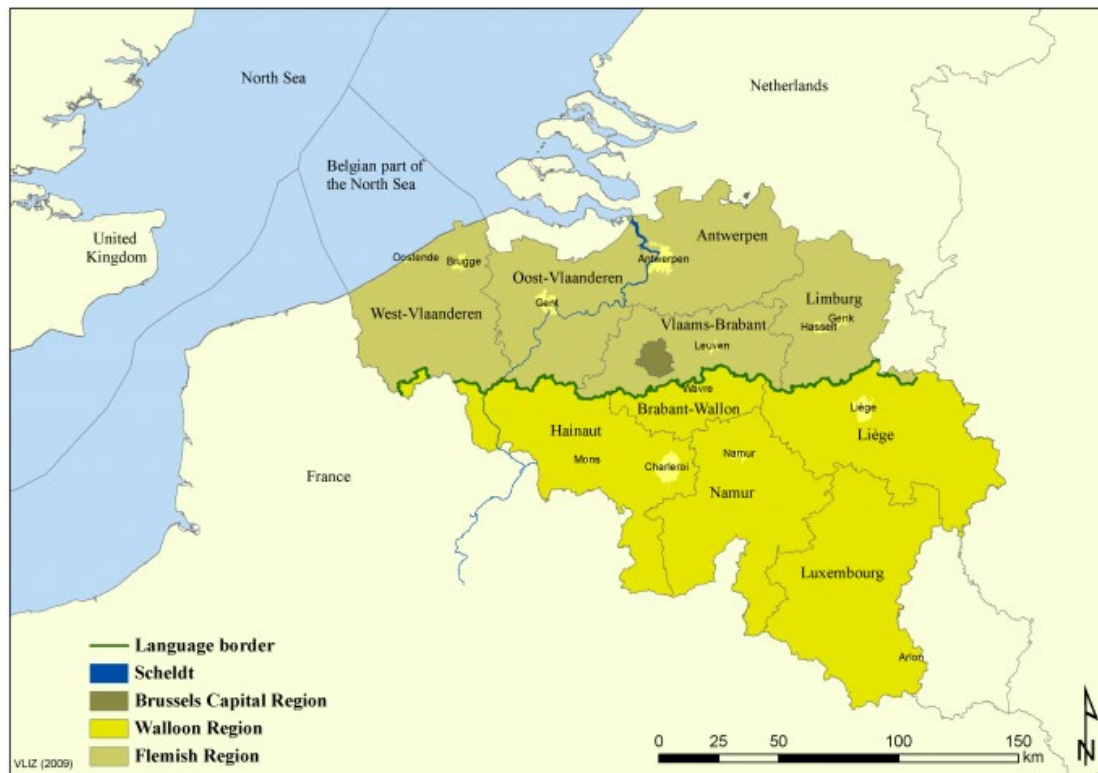 North Sea
Netherlands
Belgian part of
the North Sea
United
Kingdom
Antwerpen
Oostende
Brugge
Antwerpen
Oost-Vlaanderen
Gent
Limburg
West-Vlaanderen
Vlaams-Brabant
Genk
Hasselt
Leuven
Wavre
Brabant-Wallon
Liège
Hainaut
Liège
Mons
Charleroi
Namur
France
Namur
Luxembourg
Arlon
Language border
Scheldt
Brussels Capital Region
Walloon Region
Flemish Region
VLIZ (2009)
0 25 50 100 150
km
N